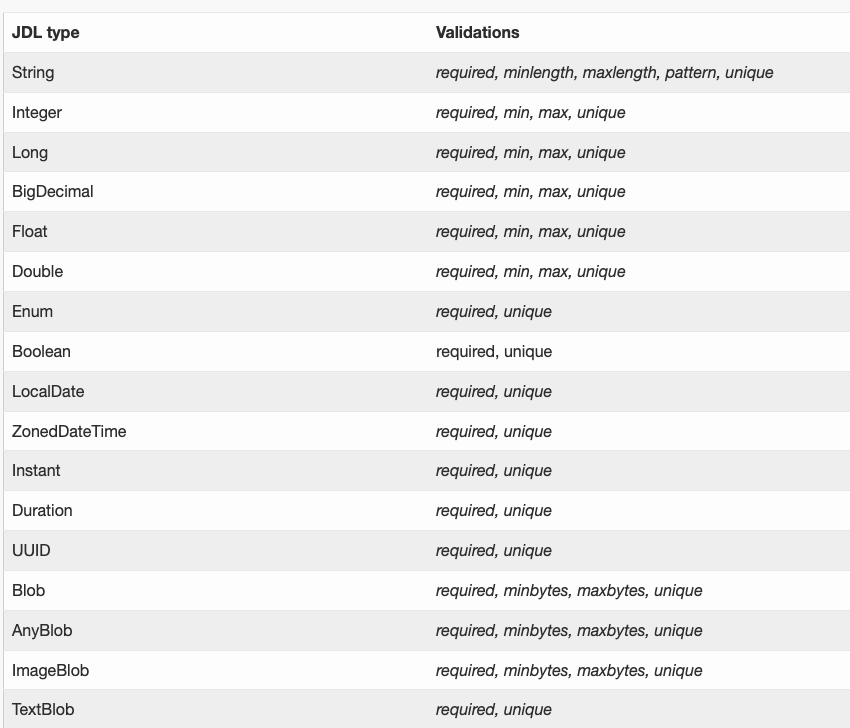 JDL type Validations
String required, minlength, maxlength, pattern, unique
Integer required, min, max, unique
Long required, min, max, unique
BigDecimal required, min, max, unique
Float required, min, max, unique
Double required, min, max, unique
Enum required, unique
Boolean required, unique
LocalDate required, unique
ZonedDateTime required, unique
Instant required, unique
Duration required, unique
UUID required, unique
Blob required, minbytes, maxbytes, unique
AnyBlob required, minbytes, maxbytes, unique
ImageBlob required, minbytes, maxbytes, unique
TextBlob required, unique